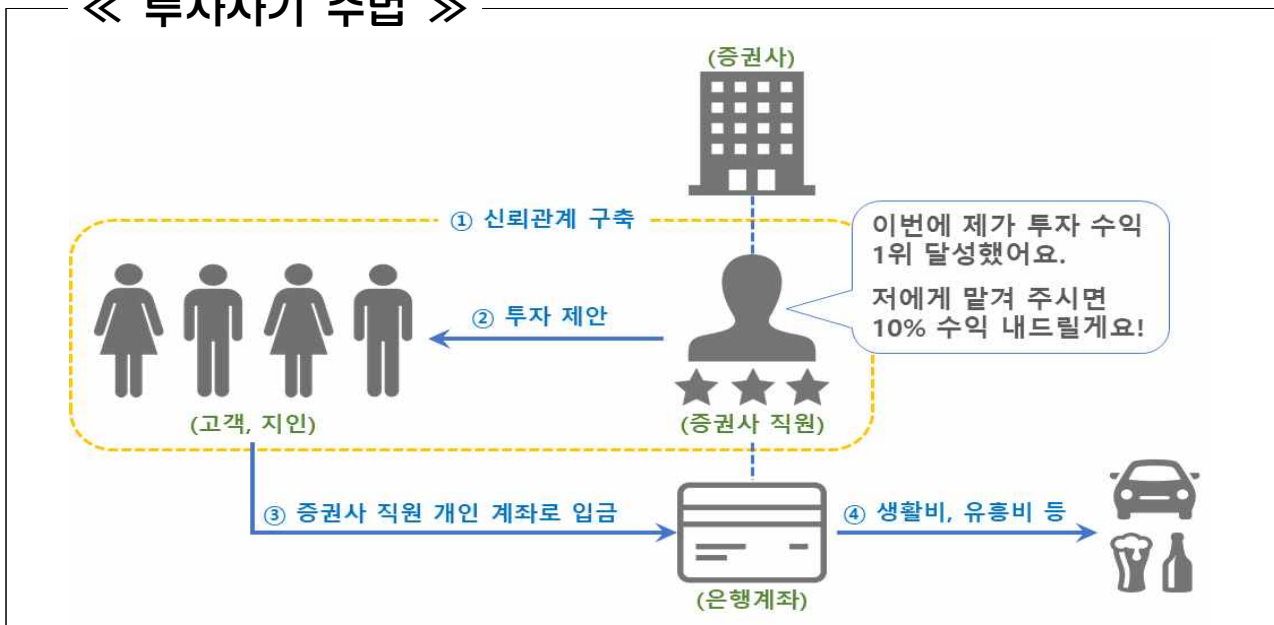 ≪ 투자사기 수법 ≫
(증권사)
① 신뢰관계 구축
이번에 제가 투자 수익
1위 달성했어요.
저에게 맡겨 주시면
10% 수익 내드릴게요!
② 투자 제안
(고객, 지인)
(증권사 직원)
③ 증권사 직원 개인 계좌로 입금
④ 생활비, 유흥비 등
(은행계좌)